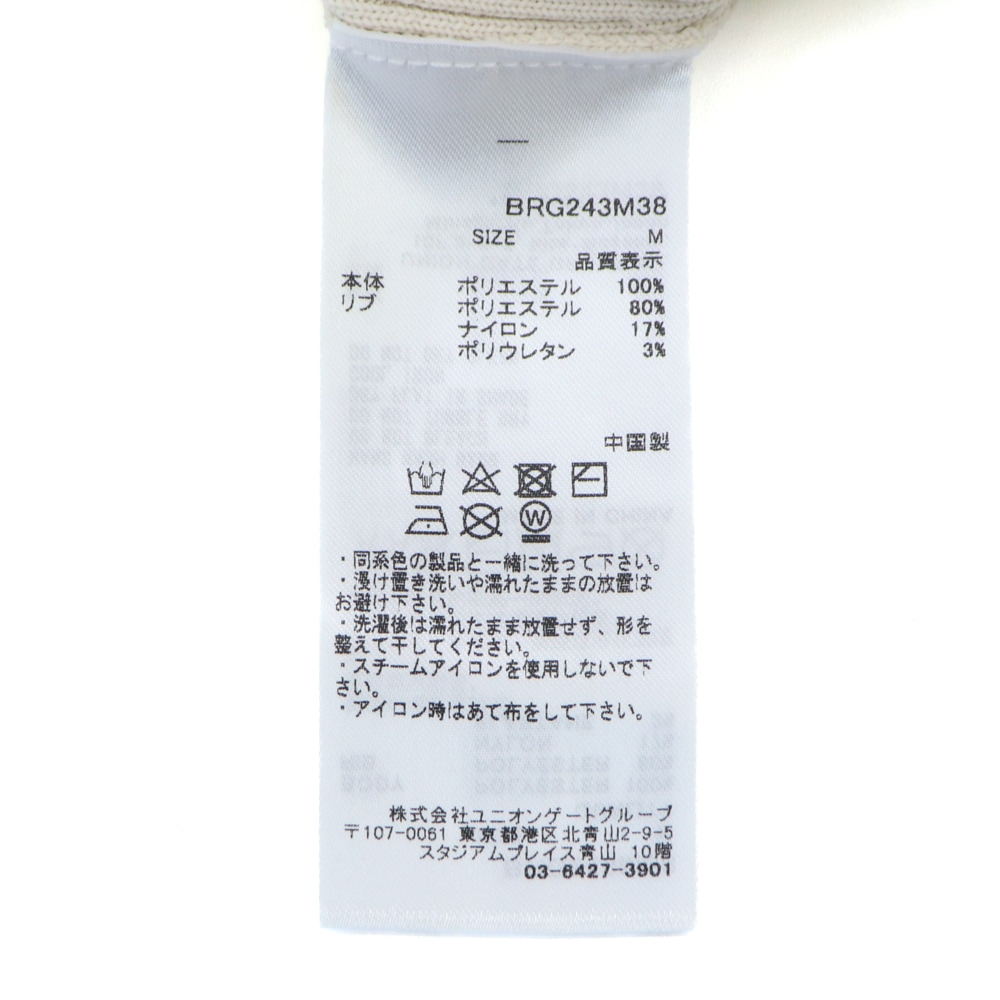 BRG243M38
SIZE M
品質表示
本体 ポリエステル 100%
リブ ポリエステル 80%
ナイロン 17%
ポリウレタン 3%
中国製
W
・同系色の製品と一緒に洗って下さい。
・浸け置き洗いや濡れたままの放置は
お避け下さい。
・洗濯後は濡れたまま放置せず、形を
整えて干してください。
・スチームアイロンを使用しないで下
さい。
・アイロン時はあて布をして下さい。
株式会社ユニオンゲートグループ
〒107-0061 東京都港区北青山2-9-5
スタジアムプレイス青山 10階
03-6427-3901